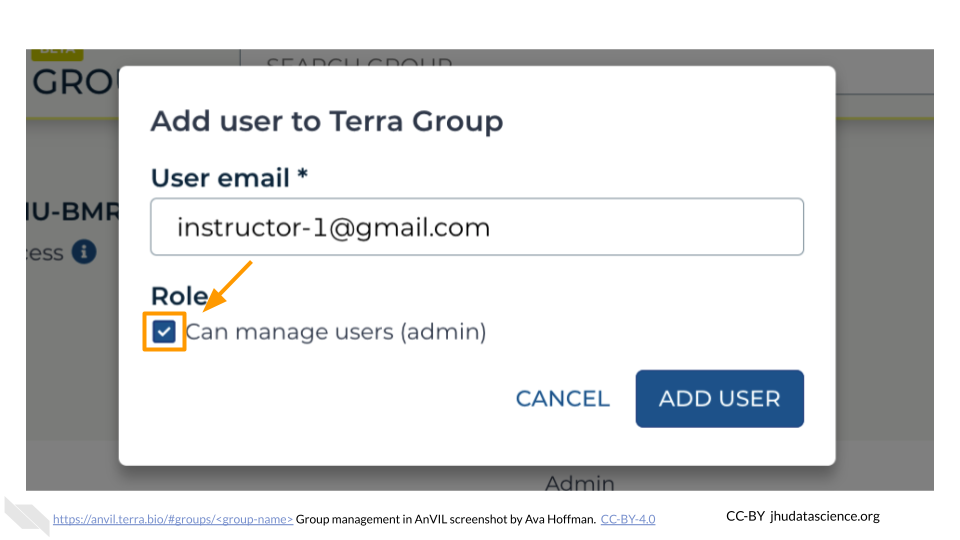 BETA
GRO
SEARCH GROUP
Add user to Terra Group
User email *
IU-BMR
instructor-1@gmail.com
cess
Role
Can manage users (admin)
CANCEL
ADD USER
Admin
https://anvil.terra.bio/#groups/<group-name> Group management in AnVIL screenshot by Ava Hoffman. CC-BY-4.0
CC-BY jhudatascience.org